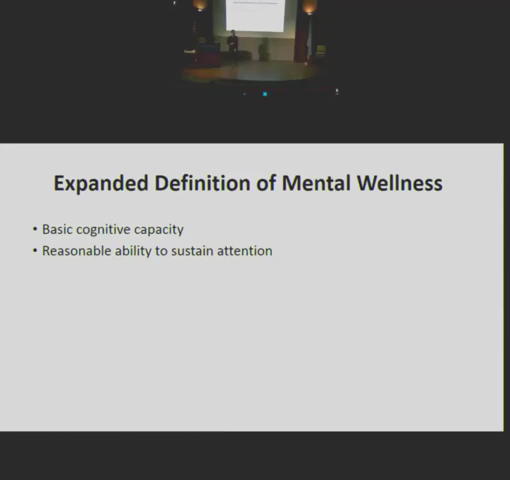 Expanded Definition of Mental Wellness
• Basic cognitive capacity
• Reasonable ability to sustain attention